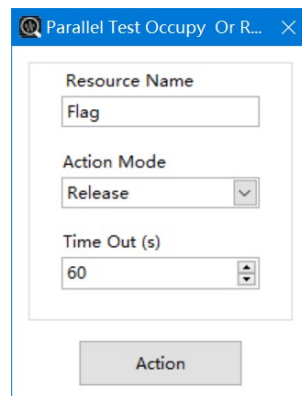 Parallel Test Occupy Or R...
Resource Name
Flag
Action Mode
Release
Time Out (s)
60
Action